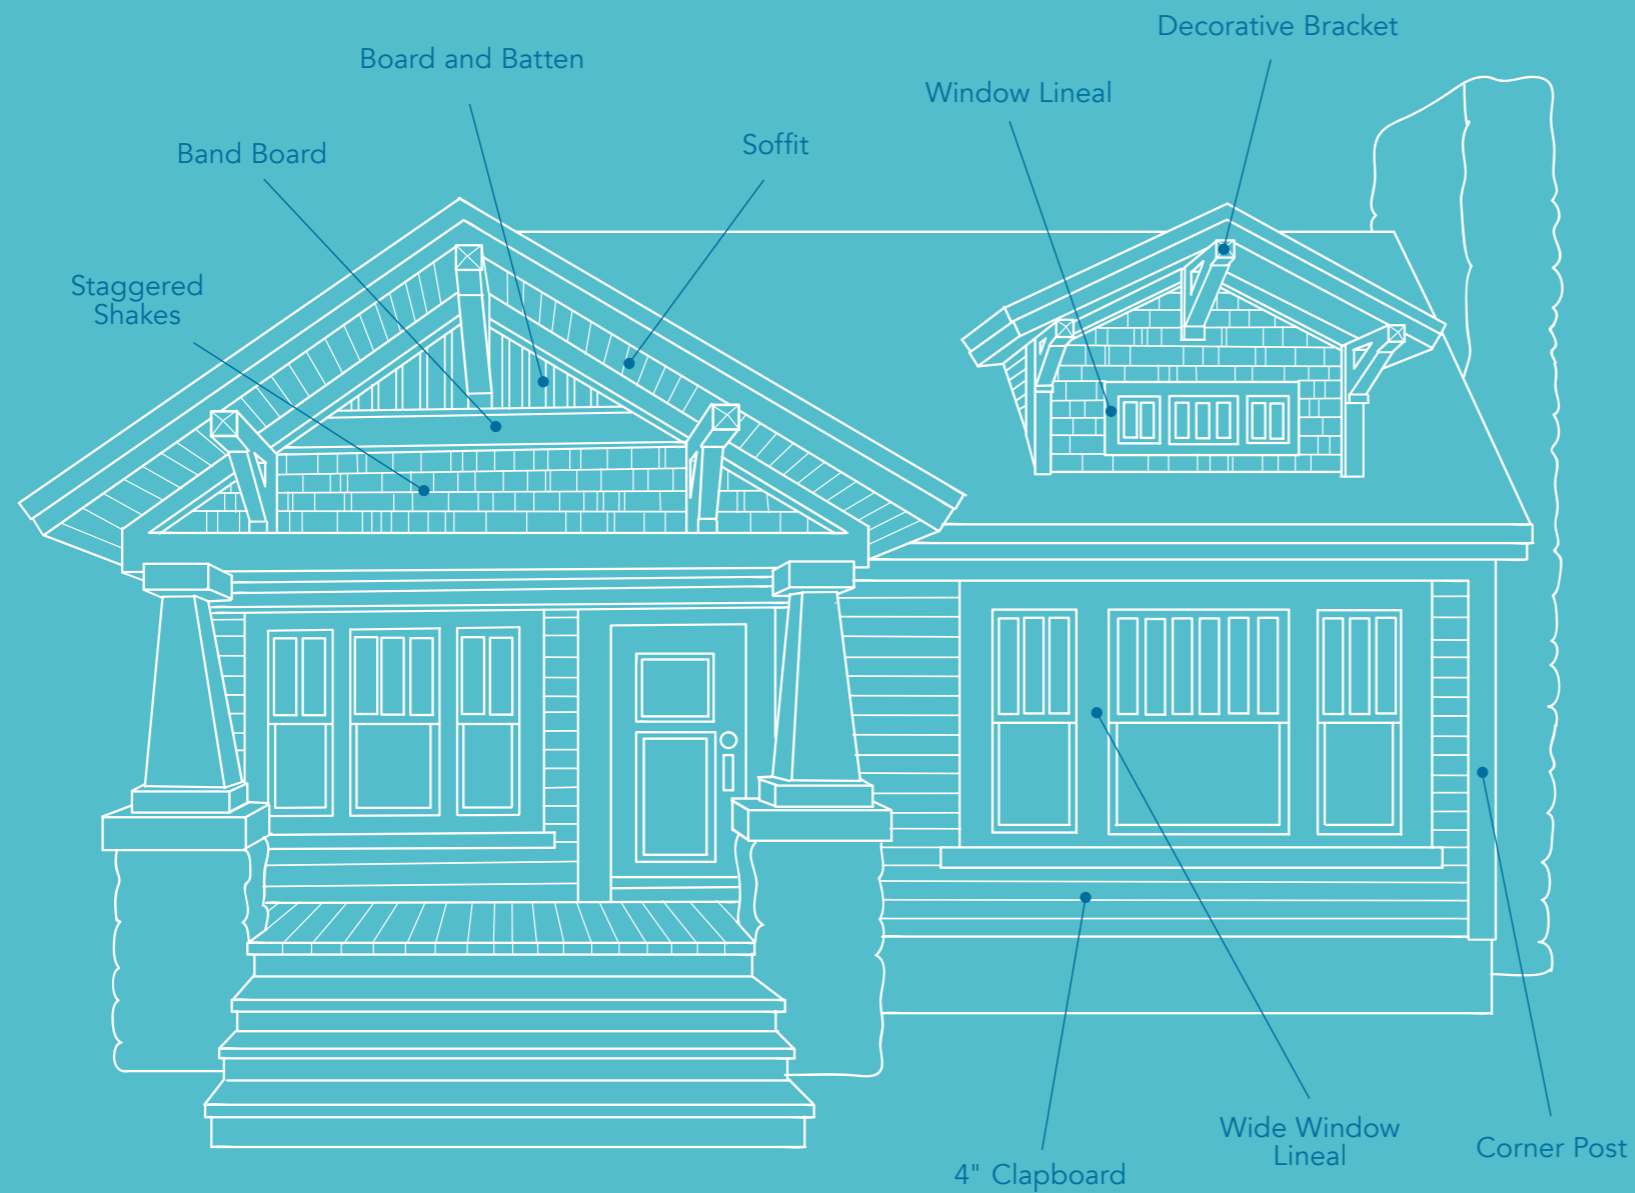 Decorative Bracket
Board and Batten
Window Lineal
Soffit
Band Board
Staggered
Shakes
Wide Window
Lineal
Corner Post
4" Clapboard